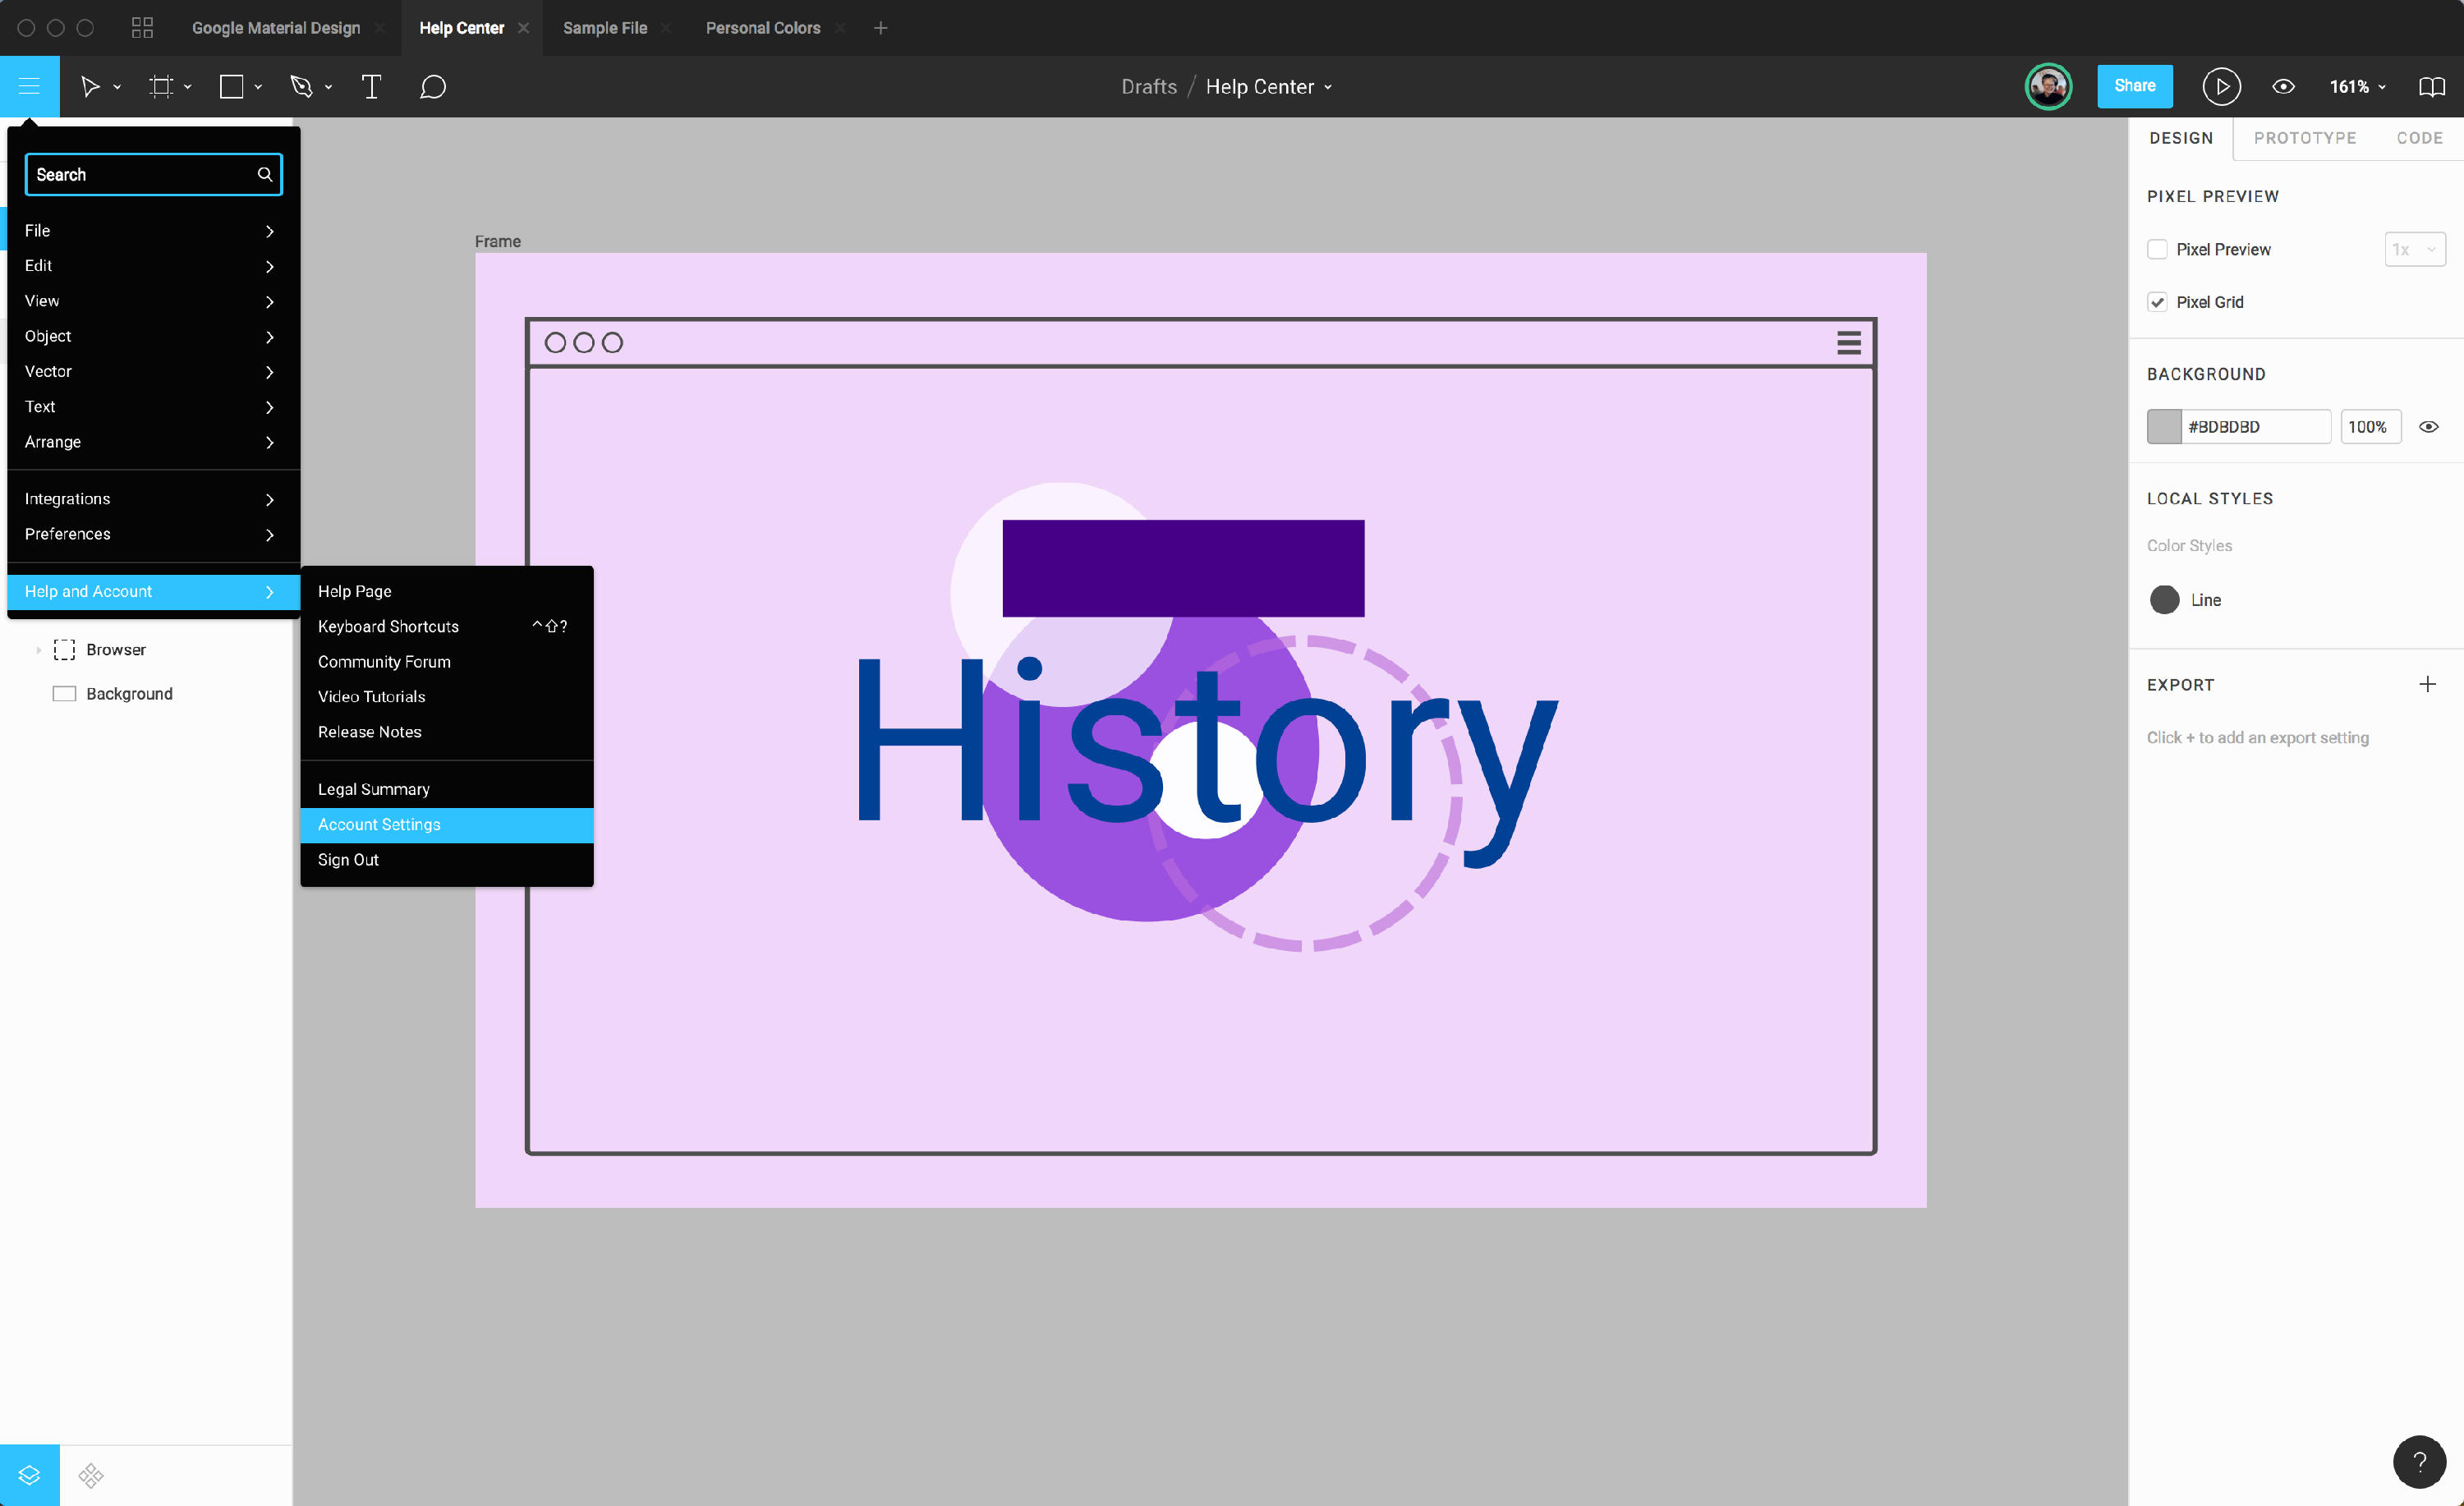 Google Material Design
Help Center
Sample File
Personal Colors
Drafts / Help Center
Share
161%
Search
File
Edit
View
Object
Vector
Text
Arrange
Integrations
Preferences
Help and Account
Help Page
Keyboard Shortcuts ^⇧?
Community Forum
Video Tutorials
Release Notes
Legal Summary
Account Settings
Sign Out
Browser
Background
Frame
History
DESIGN PROTOTYPE CODE
PIXEL PREVIEW
Pixel Preview 1x
Pixel Grid
BACKGROUND
#BDBDBD 100%
LOCAL STYLES
Color Styles
Line
EXPORT
Click + to add an export setting
?